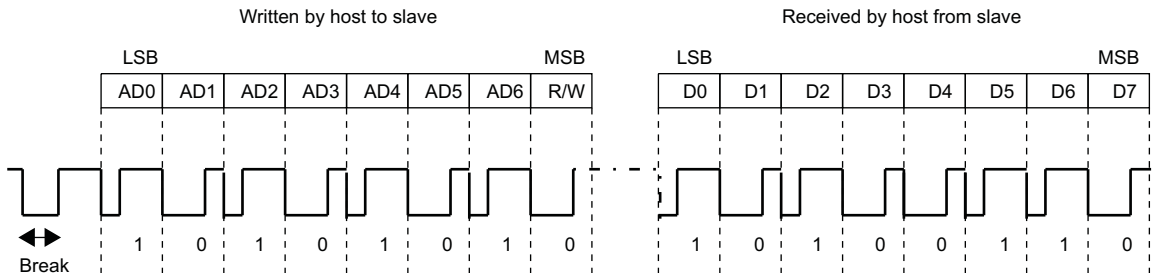 Written by host to slave Received by host from slave
LSB MSB LSB MSB
AD0 AD1 AD2 AD3 AD4 AD5 AD6 R/W D0 D1 D2 D3 D4 D5 D6 D7
1 0 1 0 1 0 1 0 1 0 1 0 0 1 1 0
Break